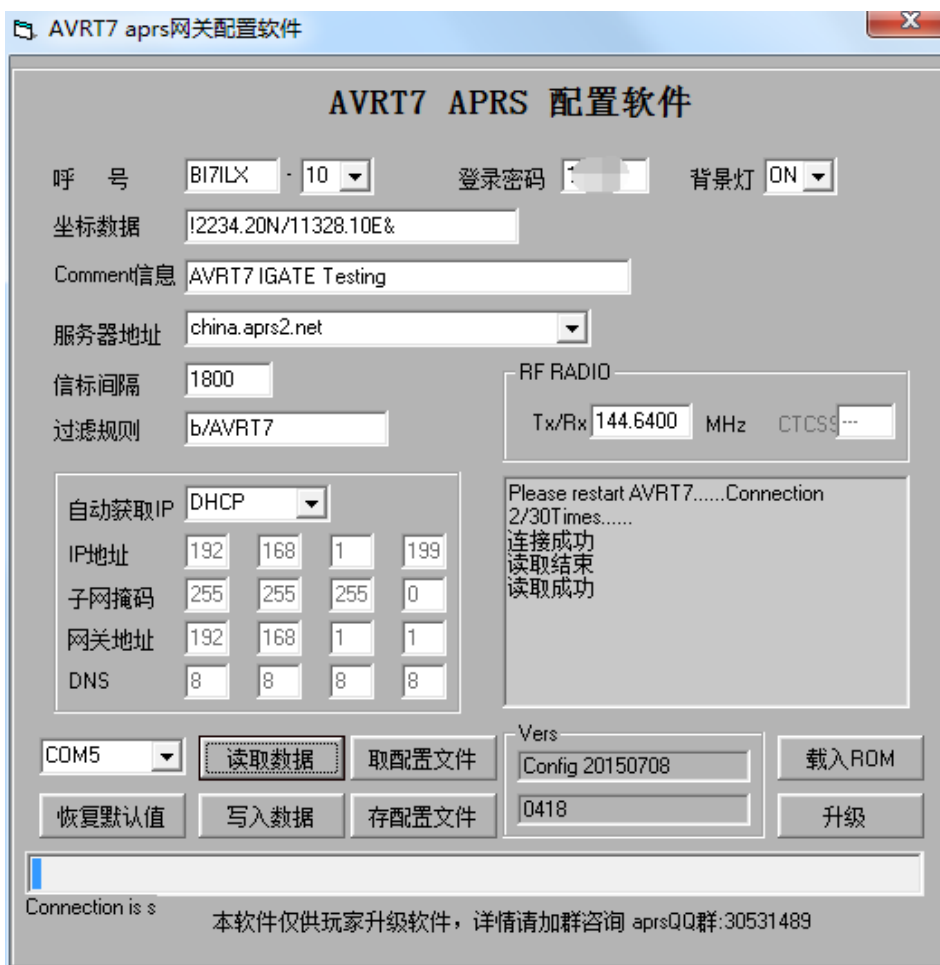 AVRT7 aprs网关配置软件
AVRT7 APRS 配置软件
呼 号 BI7ILX - 10 登录密码 背景灯 ON
坐标数据 !2234.20N/11328.10E&
Comment信息 AVRT7 IGATE Testing
服务器地址 china.aprs2.net
信标间隔 1800
过滤规则 b/AVRT7
RF RADIO
Tx/Rx 144.6400 MHz CTCSS ---
自动获取IP DHCP
IP地址 192 168 1 199
子网掩码 255 255 255 0
网关地址 192 168 1 1
DNS 8 8 8 8
Please restart AVRT7......Connection
2/30Times......
连接成功
读取结束
读取成功
COM5 读取数据 取配置文件
恢复默认值 写入数据 存配置文件
Vers
Config 20150708
0418
载入ROM
升级
Connection is s
本软件仅供玩家升级软件，详情请加群咨询 aprsQQ群:30531489